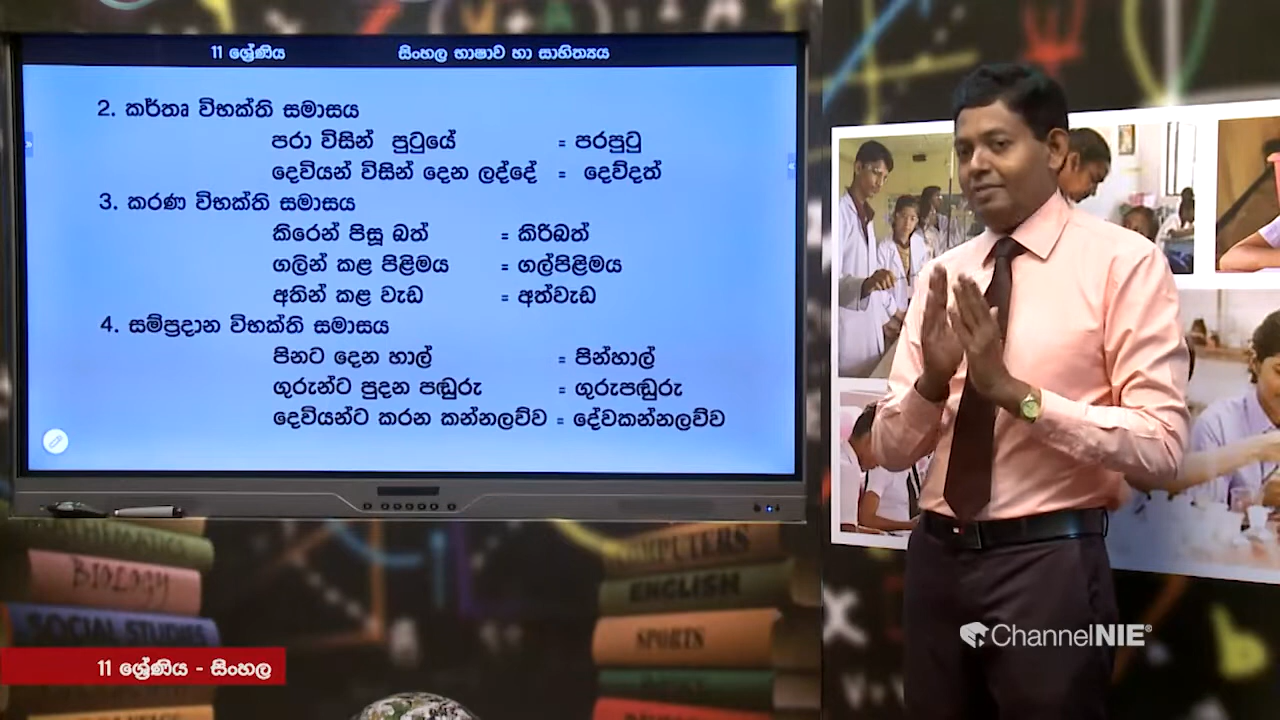 11 ශ්‍රේණිය සිංහල භාෂාව හා සාහිත්‍යය
2. කර්තෘ විභක්ති සමාසය
පරා විසින් පුටුයේ = පරපුටු
දෙවියන් විසින් දෙන ලද්දේ = දෙව්දත්
3. කරණ විභක්ති සමාසය
කිරෙන් පිසූ බත් = කිරිබත්
ගලින් කළ පිළිමය = ගල්පිළිමය
අතින් කළ වැඩ = අත්වැඩ
4. සම්ප්‍රදාන විභක්ති සමාසය
පිනට දෙන හාල් = පින්හාල්
ගුරුන්ට පුදන පඬුරු = ගුරුපඬුරු
දෙවියන්ට කරන කන්නලව්ව = දේවකන්නලව්ව
MATHEMATICS
BIOLOGY
SOCIAL STUDIES
COMPUTERS
ENGLISH
SPORTS
ChannelNIE®
11 ශ්‍රේණිය - සිංහල